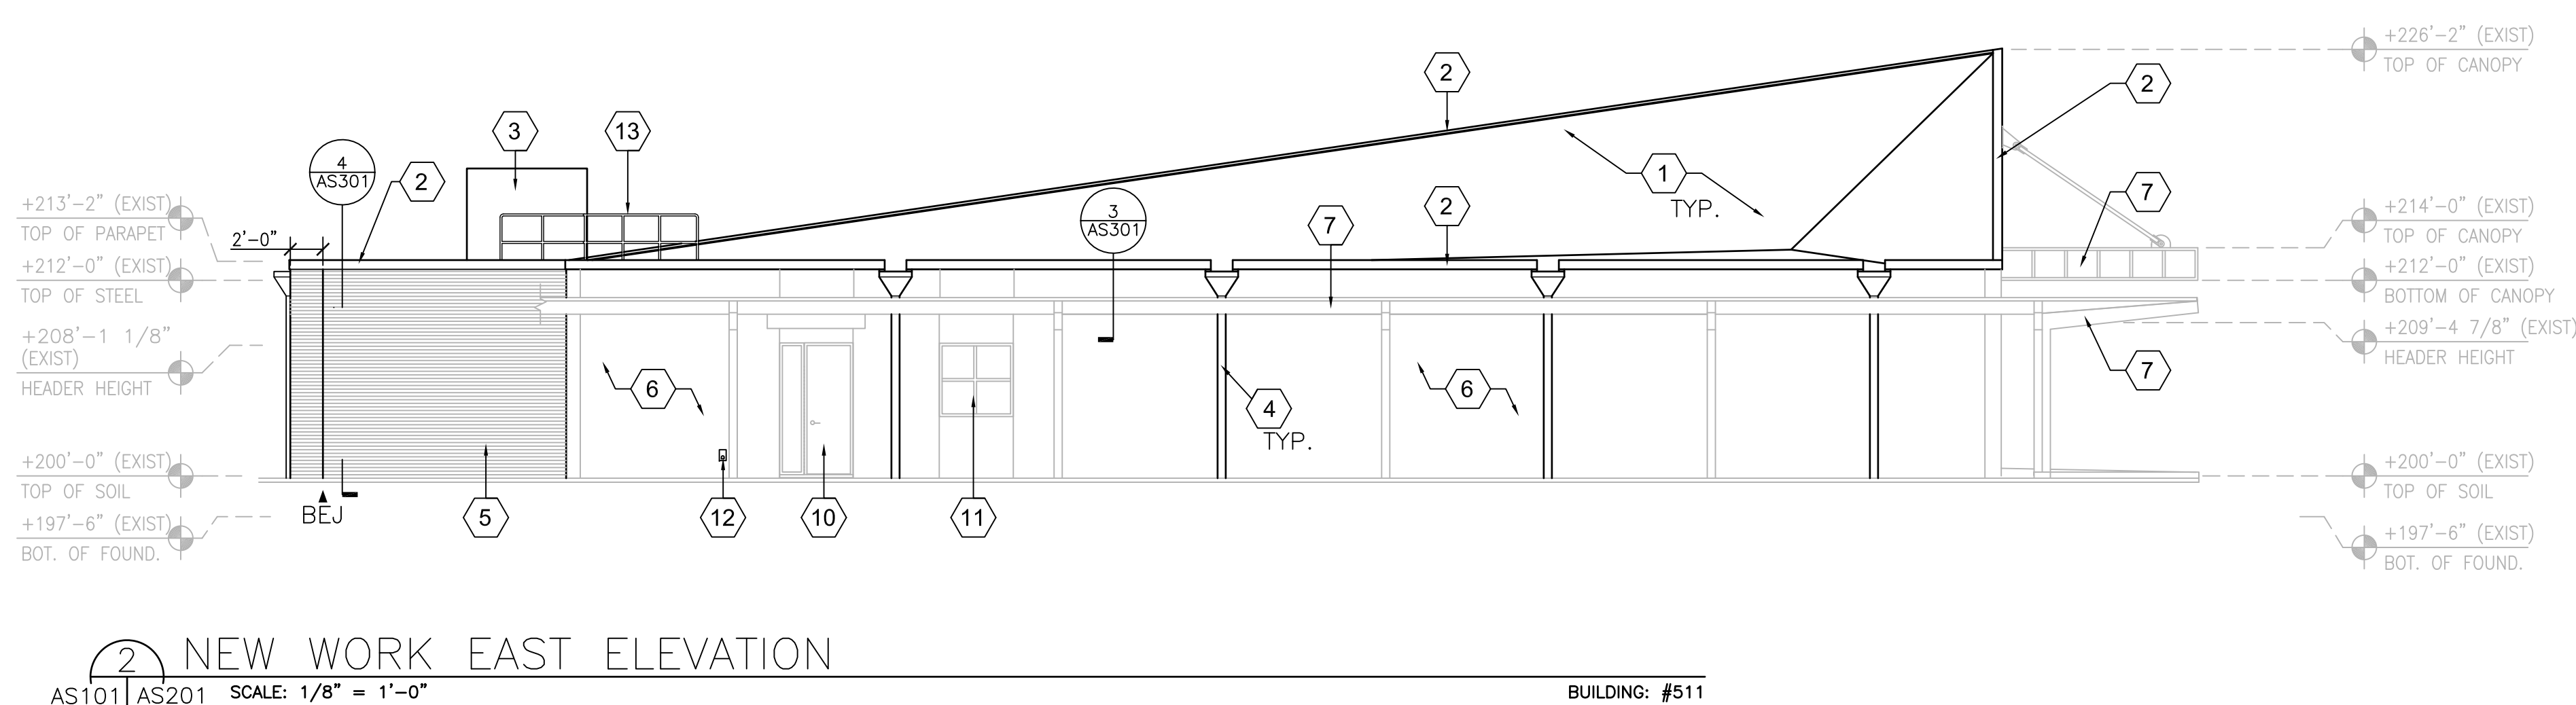 +226'-2" (EXIST)
TOP OF CANOPY
2
2
3
13
4
AS301
2
1
TYP.
+213'-2" (EXIST)
TOP OF PARAPET
2'-0"
3
AS301
2
7
7
+214'-0" (EXIST)
TOP OF CANOPY
+212'-0" (EXIST)
TOP OF STEEL
+212'-0" (EXIST)
BOTTOM OF CANOPY
+208'-1 1/8"
(EXIST)
HEADER HEIGHT
+209'-4 7/8" (EXIST)
HEADER HEIGHT
6
4
TYP.
6
7
+200'-0" (EXIST)
TOP OF SOIL
+200'-0" (EXIST)
TOP OF SOIL
BEJ
5
12
10
11
+197'-6" (EXIST)
BOT. OF FOUND.
+197'-6" (EXIST)
BOT. OF FOUND.
2
NEW WORK EAST ELEVATION
AS101 AS201
SCALE: 1/8" = 1'-0"
BUILDING: #511